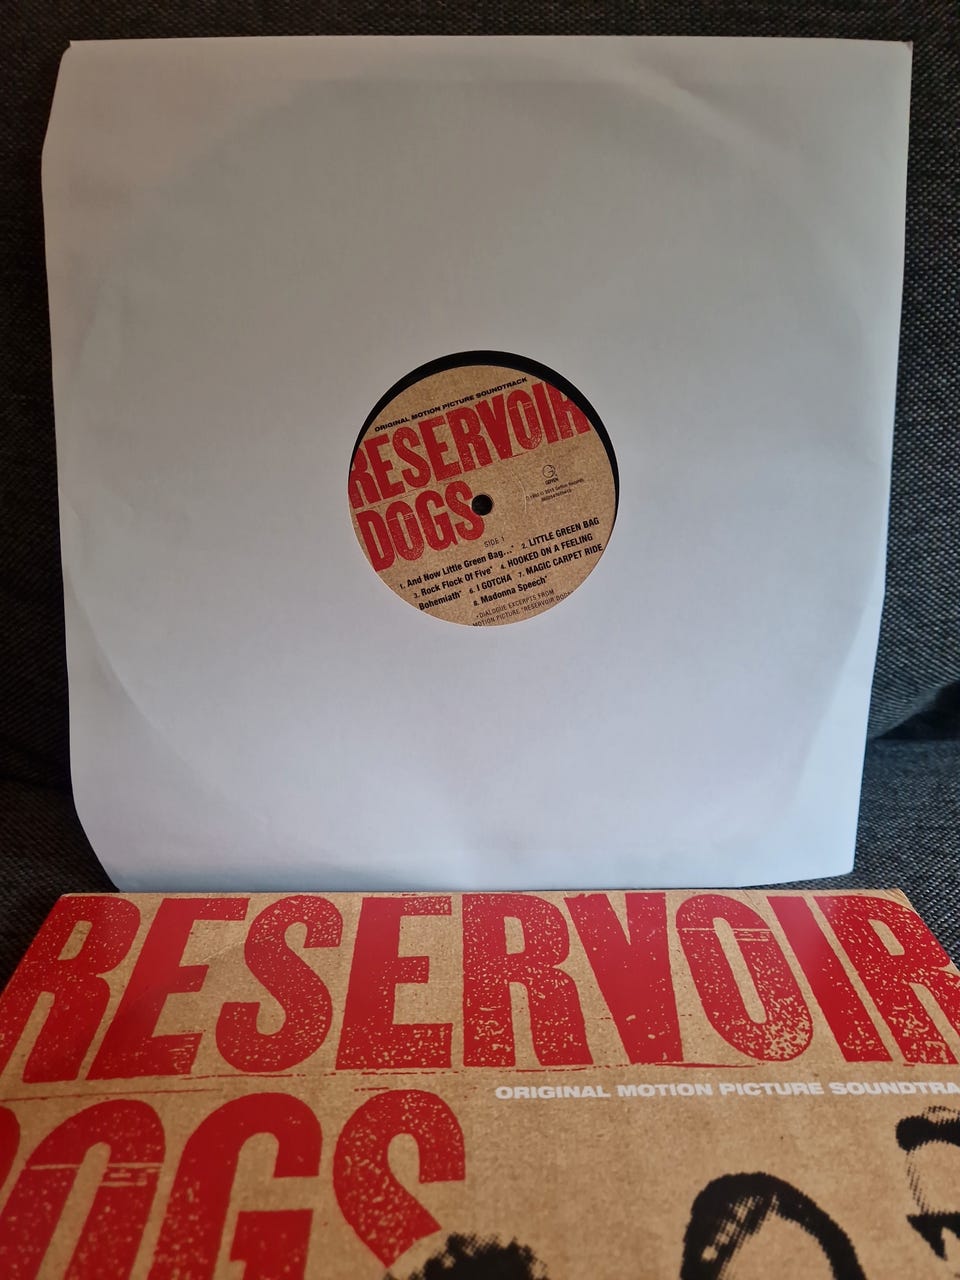 ORIGINAL MOTION PICTURE SOUNDTRACK
RESERVOIR
DOGS
GEFFEN
SIDE 1
1. And Now Little Green Bag...* 2. LITTLE GREEN BAG
3. Rock Flock Of Five* 4. HOOKED ON A FEELING
Bohemiath* 6. I GOTCHA 7. MAGIC CARPET RIDE
8. Madonna Speech*
*DIALOGUE EXCERPTS FROM
MOTION PICTURE "RESERVOIR DOGS"
RESERVOIR
ORIGINAL MOTION PICTURE SOUNDTRA
DOGS